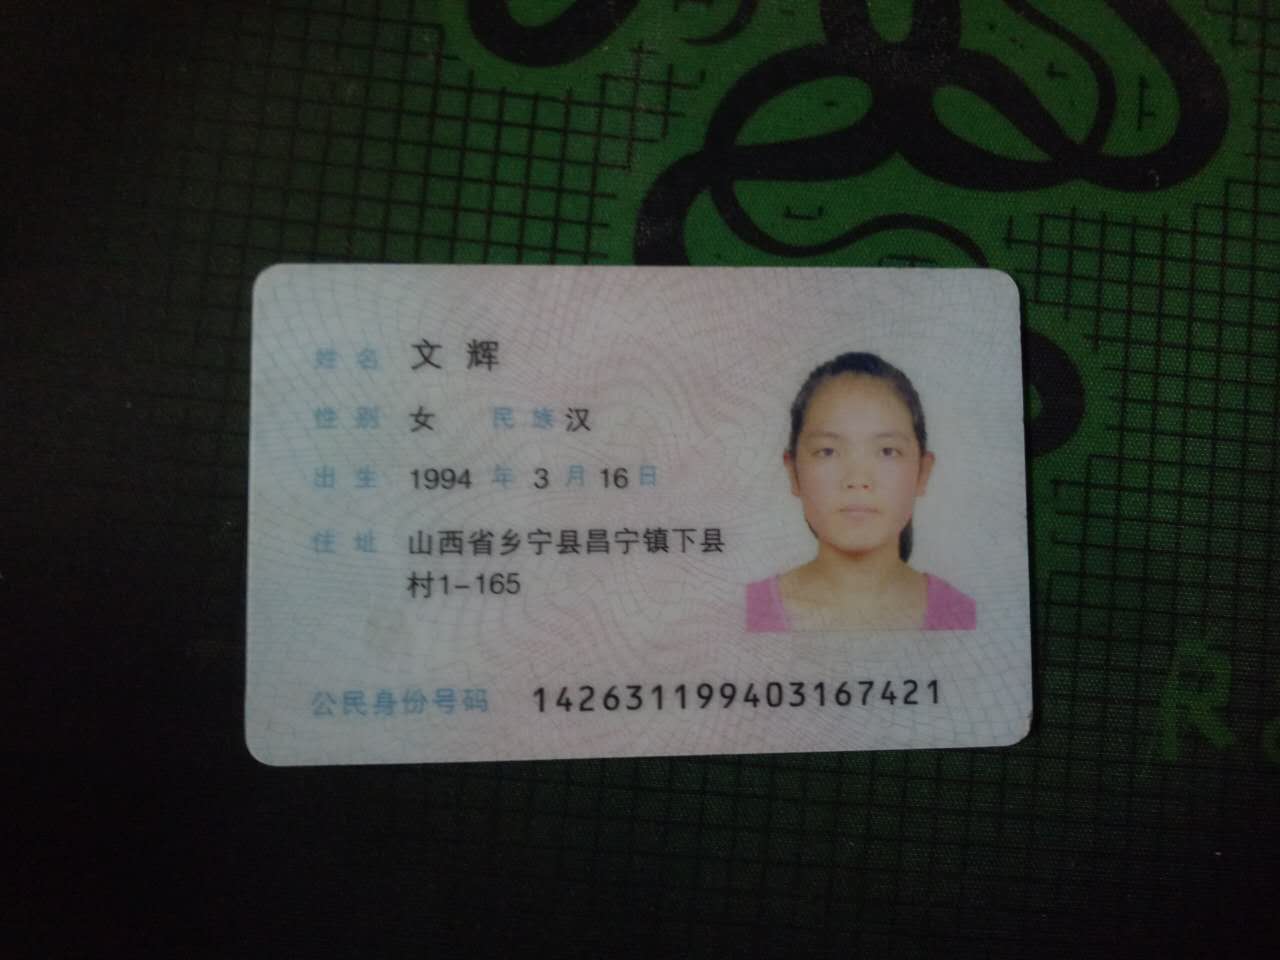 姓名 文辉
性别 女 民族 汉
出生 1994 年 3 月 16 日
住址 山西省乡宁县昌宁镇下县
村1-165
公民身份号码 142631199403167421
R